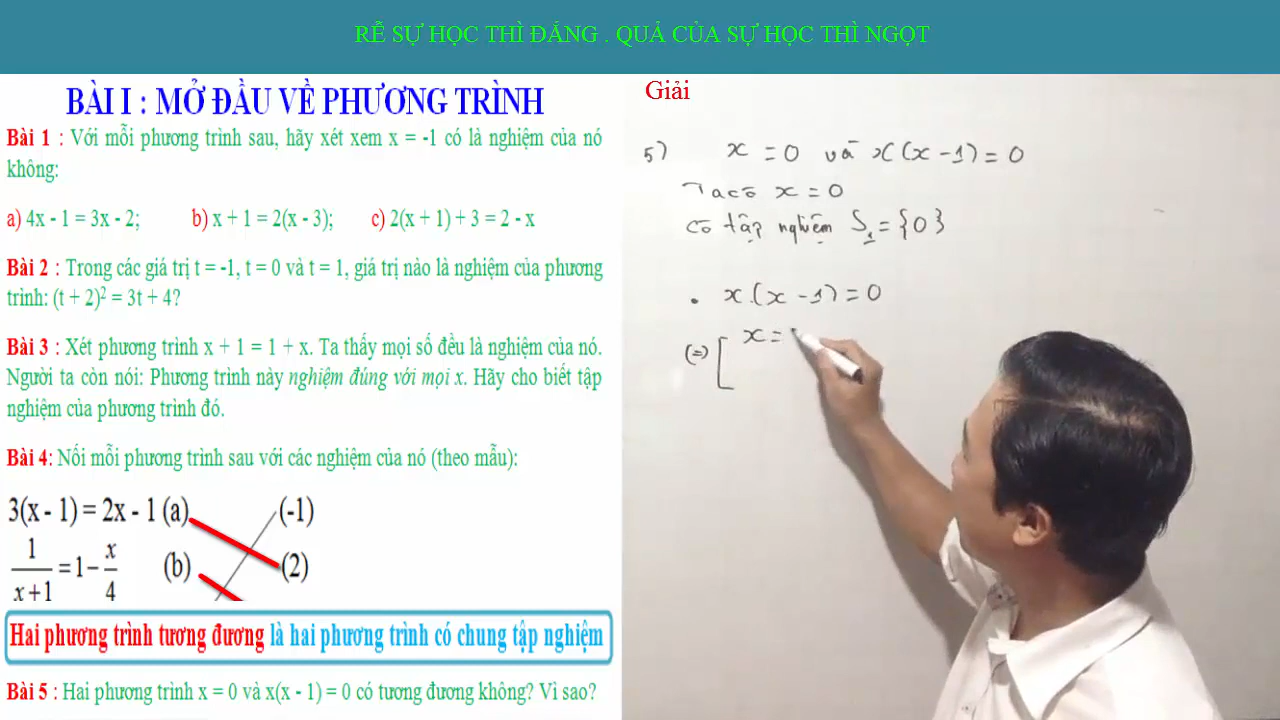 RỄ SỰ HỌC THÌ ĐẮNG . QUẢ CỦA SỰ HỌC THÌ NGỌT
BÀI I : MỞ ĐẦU VỀ PHƯƠNG TRÌNH
Bài 1 : Với mỗi phương trình sau, hãy xét xem x = -1 có là nghiệm của nó
không:
a) 4x - 1 = 3x - 2; b) x + 1 = 2(x - 3); c) 2(x + 1) + 3 = 2 - x
Bài 2 : Trong các giá trị t = -1, t = 0 và t = 1, giá trị nào là nghiệm của phương
trình: (t + 2)² = 3t + 4?
Bài 3 : Xét phương trình x + 1 = 1 + x. Ta thấy mọi số đều là nghiệm của nó.
Người ta còn nói: Phương trình này nghiệm đúng với mọi x. Hãy cho biết tập
nghiệm của phương trình đó.
Bài 4: Nối mỗi phương trình sau với các nghiệm của nó (theo mẫu):
3(x - 1) = 2x - 1 (a) (-1)
1/(x+1) = 1 − x/4 (b) (2)
Hai phương trình tương đương là hai phương trình có chung tập nghiệm
Bài 5 : Hai phương trình x = 0 và x(x - 1) = 0 có tương đương không? Vì sao?
Giải
5) x = 0 và x(x - 1) = 0
Ta có x = 0
có tập nghiệm S₁ = {0}
. x.(x - 1) = 0
(=) [ x =